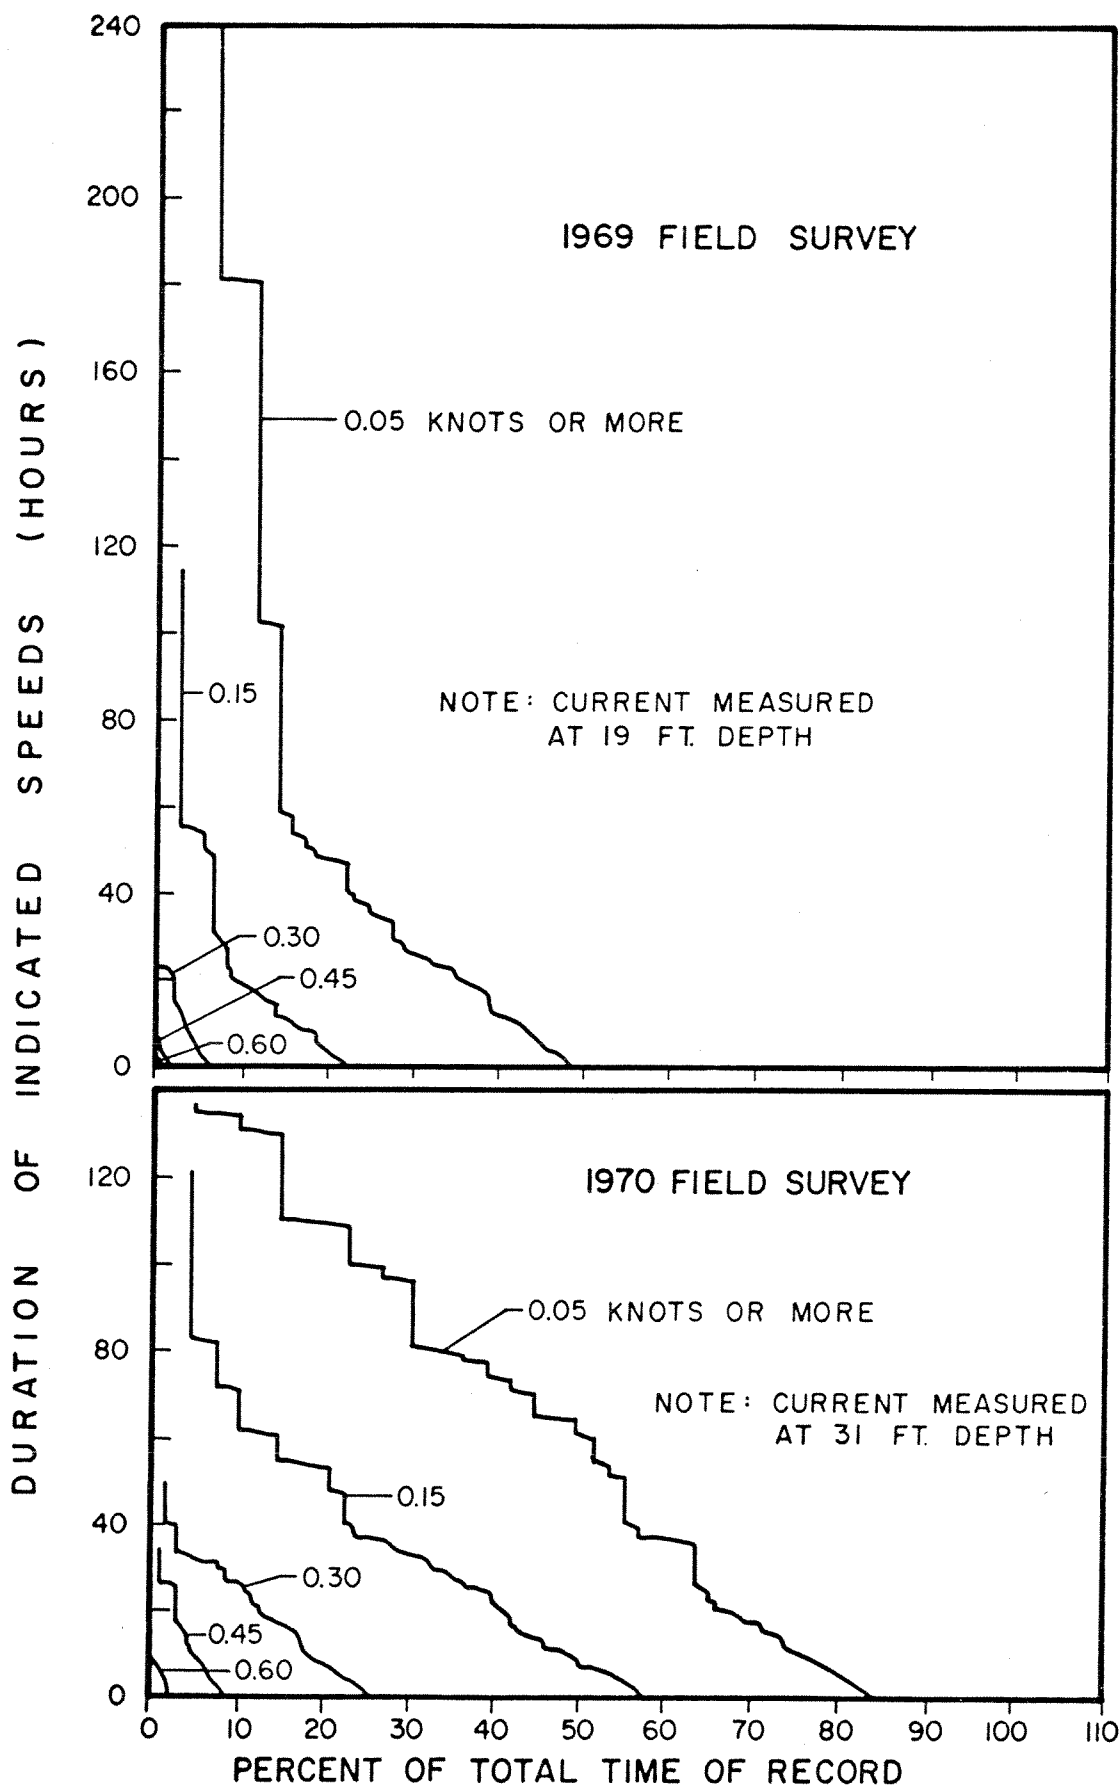 DURATION OF INDICATED SPEEDS (HOURS)
240
200
160
120
80
40
0
1969 FIELD SURVEY
0.05 KNOTS OR MORE
0.15
NOTE: CURRENT MEASURED
AT 19 FT. DEPTH
0.30
0.45
0.60
120
80
40
0
1970 FIELD SURVEY
0.05 KNOTS OR MORE
NOTE: CURRENT MEASURED
AT 31 FT. DEPTH
0.15
0.30
0.45
0.60
0 10 20 30 40 50 60 70 80 90 100 110
PERCENT OF TOTAL TIME OF RECORD